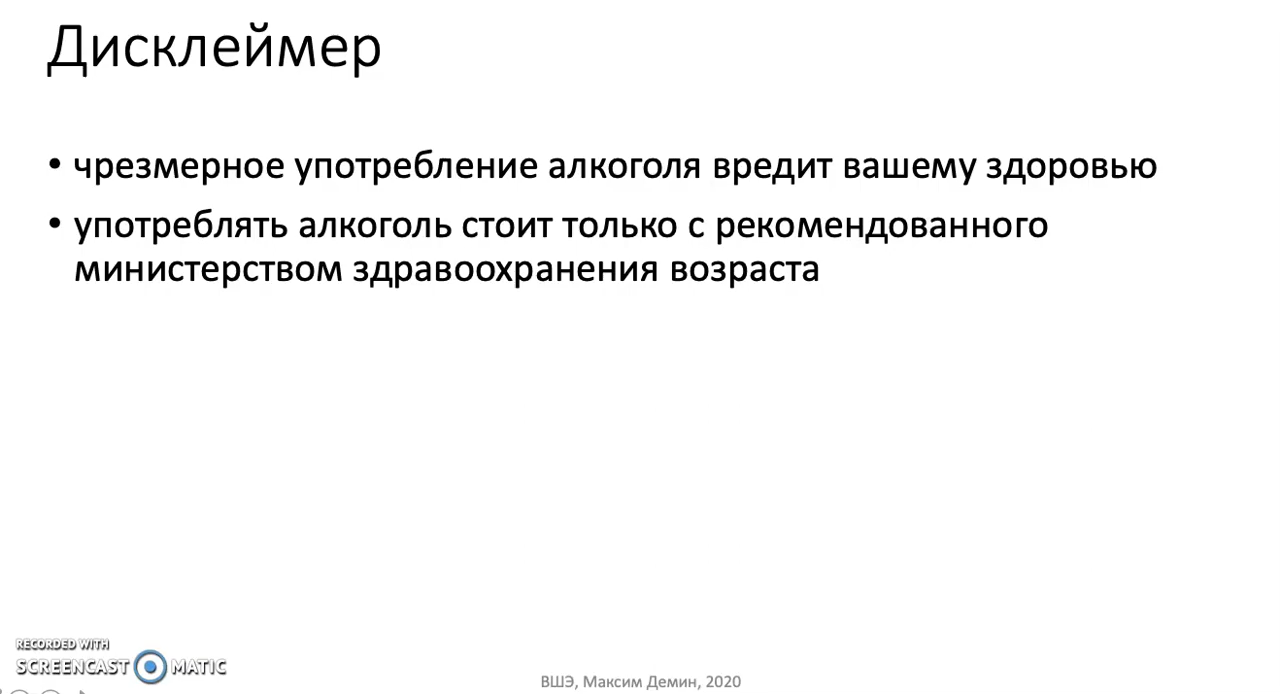 Дисклеймер
• чрезмерное употребление алкоголя вредит вашему здоровью
• употреблять алкоголь стоит только с рекомендованного
министерством здравоохранения возраста
RECORDED WITH
SCREENCAST MATIC
ВШЭ, Максим Демин, 2020